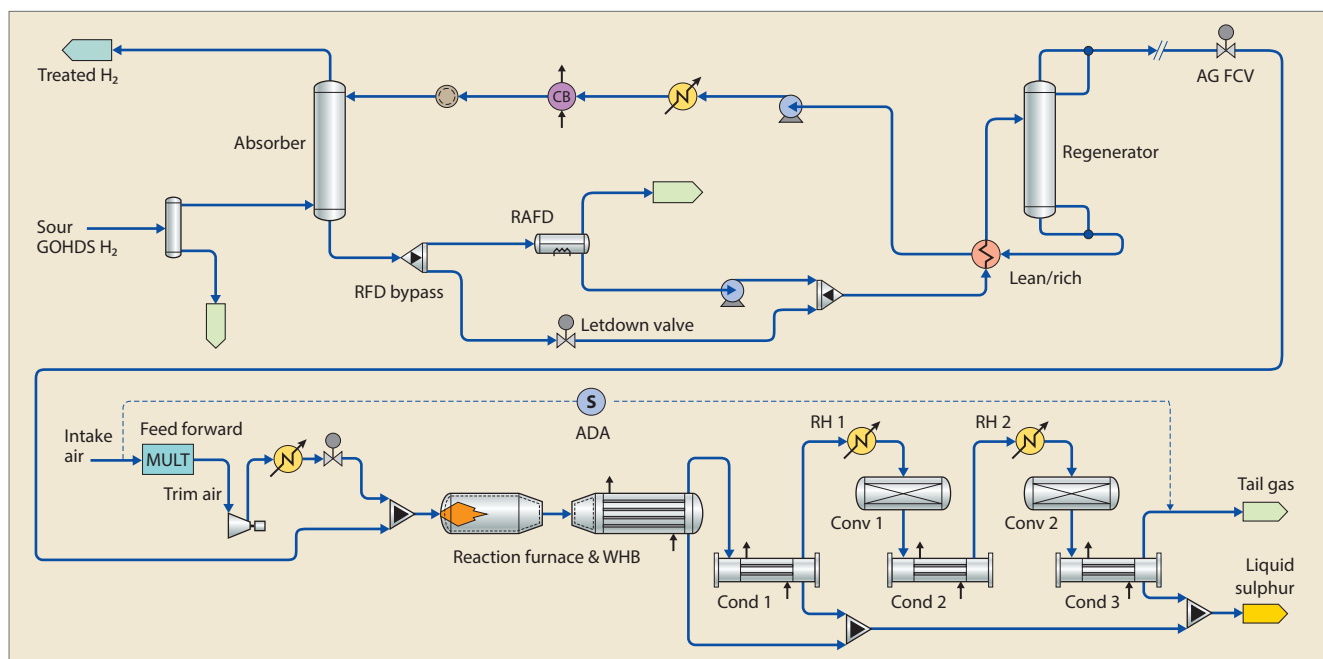 Treated H₂
CB
AG FCV
Absorber
Regenerator
Sour
GOHDS H₂
RAFD
RFD bypass
Lean/rich
Letdown valve
S
ADA
Intake
air
Feed forward
MULT
Trim air
RH 1
RH 2
Conv 1
Conv 2
Tail gas
Reaction furnace & WHB
Cond 1
Cond 2
Cond 3
Liquid
sulphur